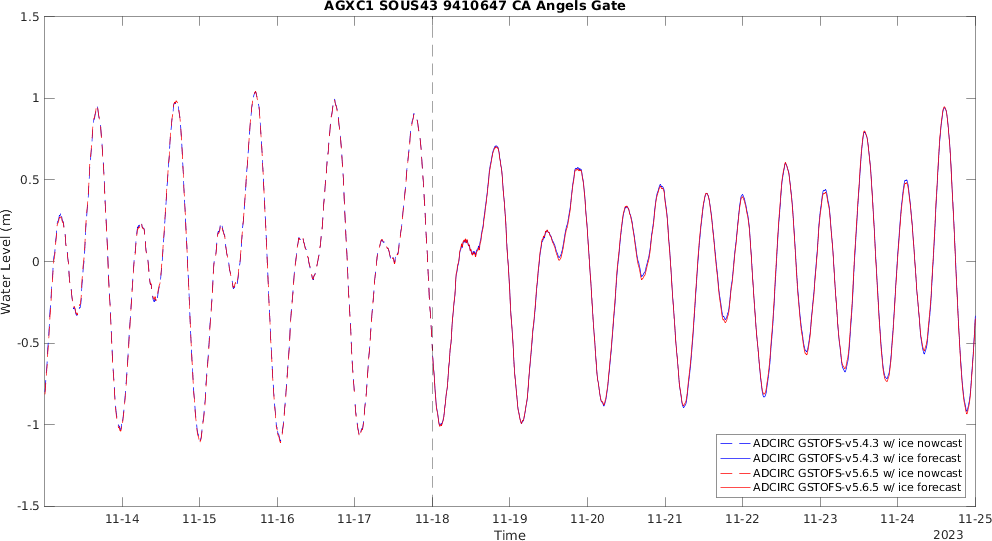 AGXC1 SOUS43 9410647 CA Angels Gate
1.5
1
0.5
0
-0.5
-1
-1.5
Water Level (m)
11-14 11-15 11-16 11-17 11-18 11-19 11-20 11-21 11-22 11-23 11-24 11-25
Time
2023
ADCIRC GSTOFS-v5.4.3 w/ ice nowcast
ADCIRC GSTOFS-v5.4.3 w/ ice forecast
ADCIRC GSTOFS-v5.6.5 w/ ice nowcast
ADCIRC GSTOFS-v5.6.5 w/ ice forecast